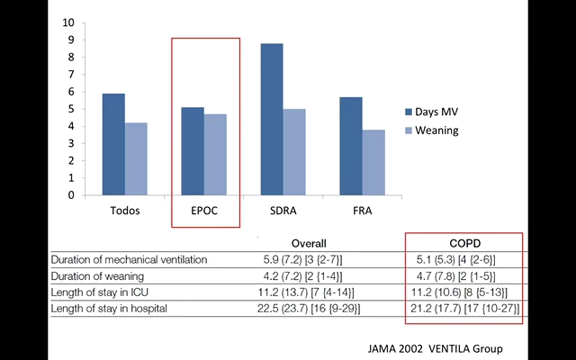 10
9
8
7
6
5
4
3
2
1
0
Days MV
Weaning
Todos EPOC SDRA FRA
Overall COPD
Duration of mechanical ventilation 5.9 (7.2) [3 {2-7}] 5.1 (5.3) [4 {2-6}]
Duration of weaning 4.2 (7.2) [2 {1-4}] 4.7 (7.8) [2 {1-5}]
Length of stay in ICU 11.2 (13.7) [7 {4-14}] 11.2 (10.6) [8 {5-13}]
Length of stay in hospital 22.5 (23.7) [16 {9-29}] 21.2 (17.7) [17 {10-27}]
JAMA 2002 VENTILA Group